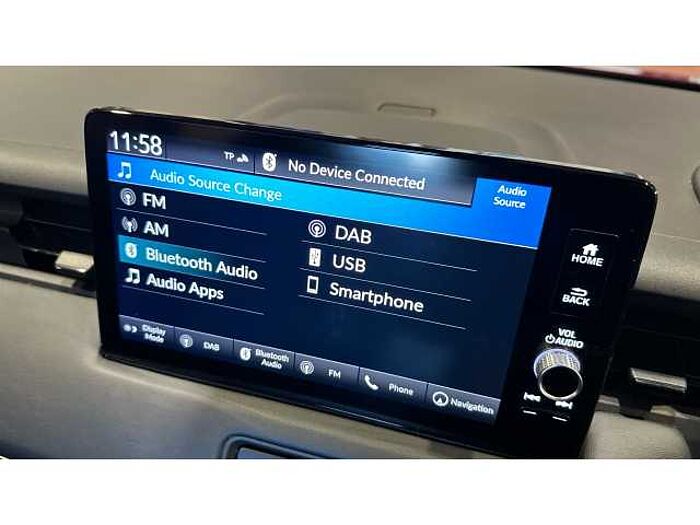 11:58
TP
No Device Connected
Audio Source Change
Audio
Source
FM
AM
Bluetooth Audio
Audio Apps
DAB
USB
Smartphone
Display
Mode
DAB
Bluetooth
Audio
FM
Phone
Navigation
HOME
BACK
VOL
AUDIO